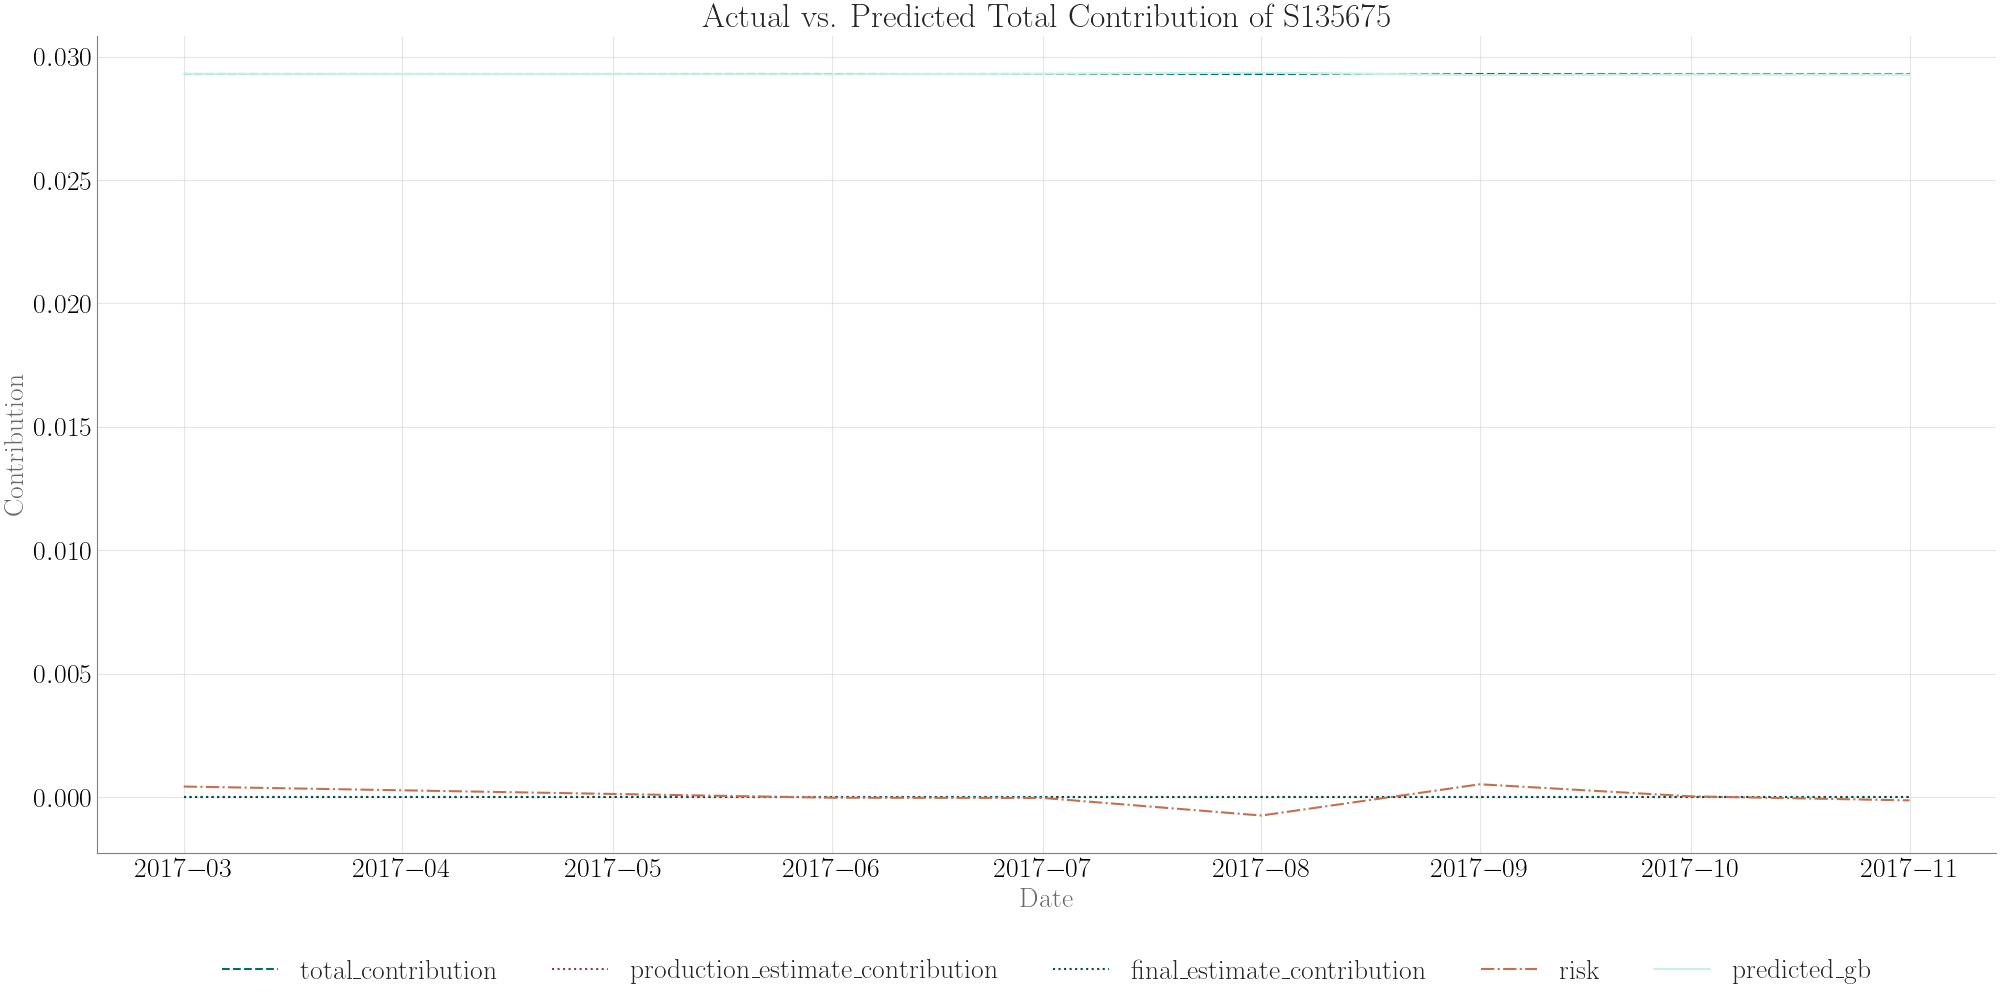 Actual vs. Predicted Total Contribution of S135675
0.030
0.025
0.020
0.015
0.010
0.005
0.000
Contribution
2017–03 2017–04 2017–05 2017–06 2017–07 2017–08 2017–09 2017–10 2017–11
Date
total_contribution production_estimate_contribution final_estimate_contribution risk predicted_gb